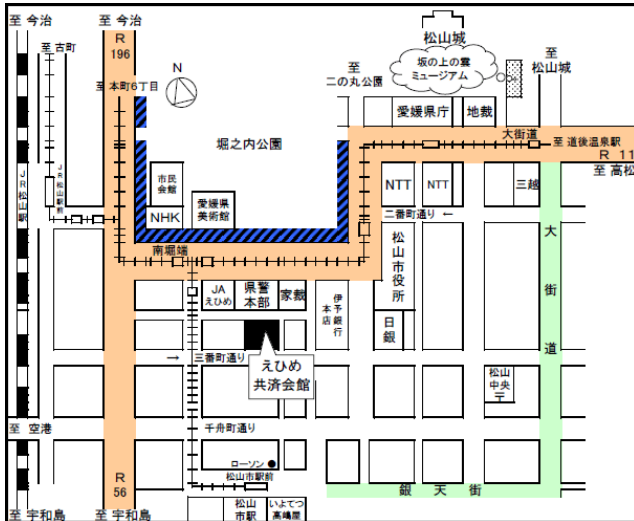 至 今治
至 今治
R
196
至 古町
至 本町6丁目
N
松山城
坂の上の雲
ミュージアム
至
二の丸公園
至
松山城
愛媛県庁
地裁
大街道
至 道後温泉駅
R 11
至 高松
堀之内公園
市民
会館
愛媛県
美術館
NHK
NTT
NTT
三越
二番町通り ←
JR松山駅
JR松山駅前
南堀端
松山市役所
大街道
JA
えひめ
県警
本部
家裁
伊予銀行
本店
日銀
→ 三番町通り
えひめ
共済会館
松山
中央
〒
至 空港
千舟町通り
ローソン
松山市駅前
R
56
銀天街
至 宇和島
至 宇和島
松山
市駅
いよてつ
高嶋屋